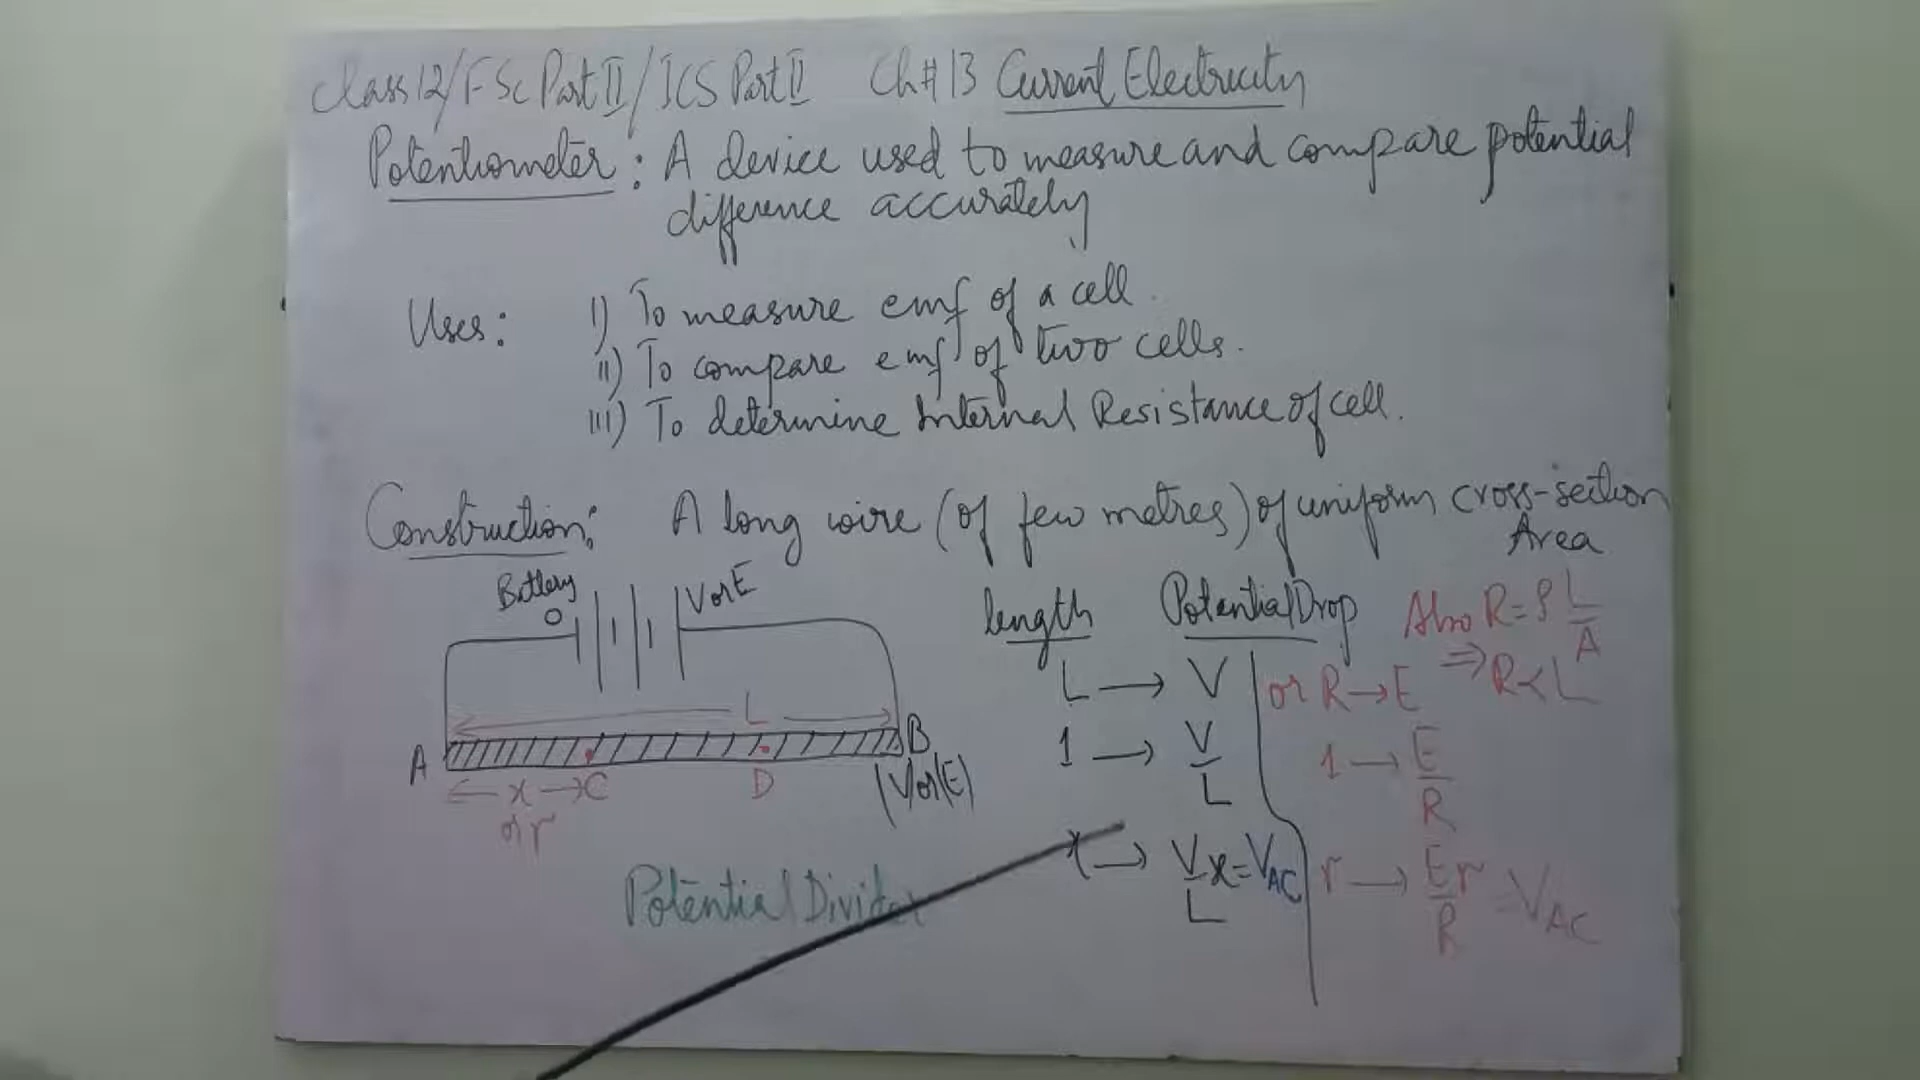 Class 12/F Sc Part II/ICS Part II Ch# 13 Current Electricity
Potentiometer: A device used to measure and compare potential
difference accurately
Uses: i) To measure emf of a cell.
ii) To compare emf of two cells.
iii) To determine Internal Resistance of cell.
Construction: A long wire (of few metres) of uniform cross-section
Area
Battery V or E
L
A B
← x → C D (V or (E)
or r
Potential Divider
length Potential Drop Also R = ρ L/A
L → V or R → E ⇒ R ∝ L
1 → V/L 1 → E/R
x → V/L x = VAC r → Er/R = VAC